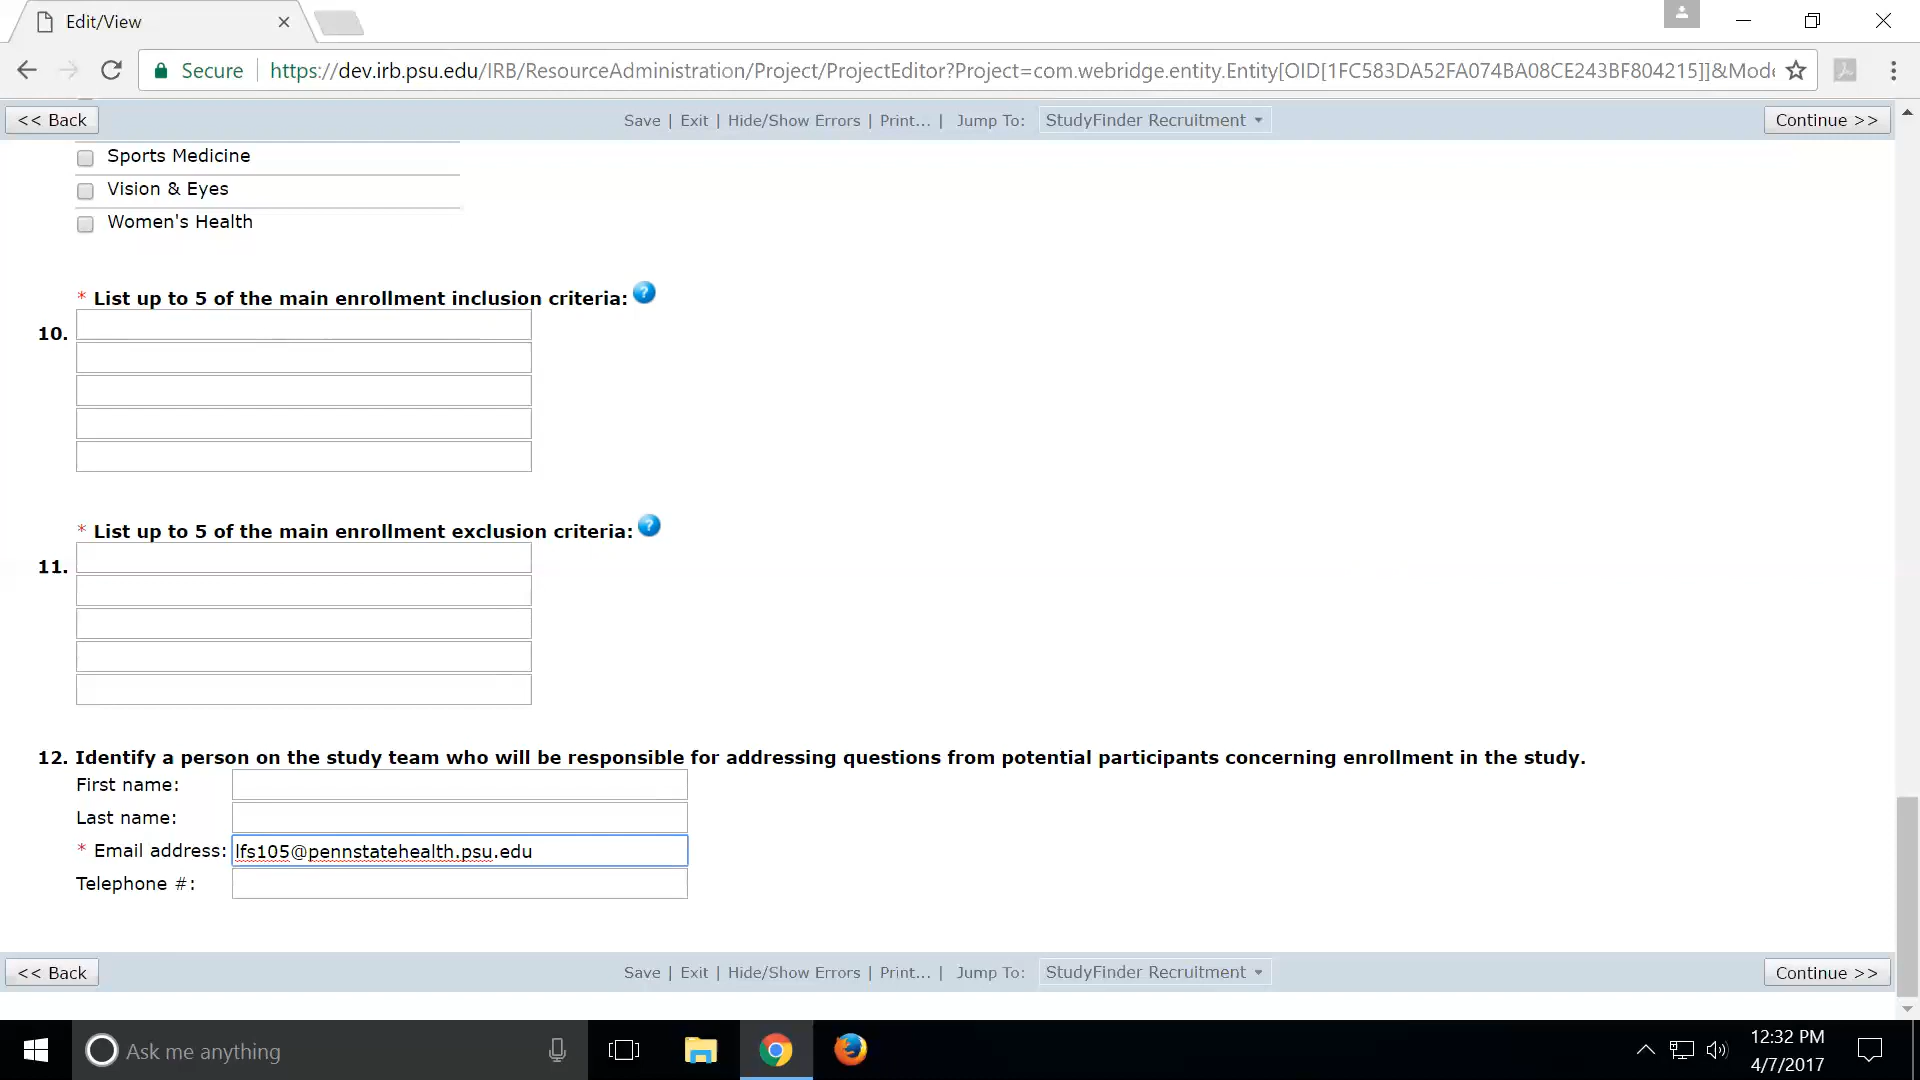 Edit/View
Secure
https://dev.irb.psu.edu/IRB/ResourceAdministration/Project/ProjectEditor?Project=com.webridge.entity.Entity[OID[1FC583DA52FA074BA08CE243BF804215]]&Mode
<< Back
Save | Exit | Hide/Show Errors | Print... | Jump To: StudyFinder Recruitment
Continue >>
Sports Medicine
Vision & Eyes
Women's Health
* List up to 5 of the main enrollment inclusion criteria: ?
10.
* List up to 5 of the main enrollment exclusion criteria: ?
11.
12. Identify a person on the study team who will be responsible for addressing questions from potential participants concerning enrollment in the study.
First name:
Last name:
* Email address: lfs105@pennstatehealth.psu.edu
Telephone #:
<< Back
Save | Exit | Hide/Show Errors | Print... | Jump To: StudyFinder Recruitment
Continue >>
Ask me anything
12:32 PM
4/7/2017